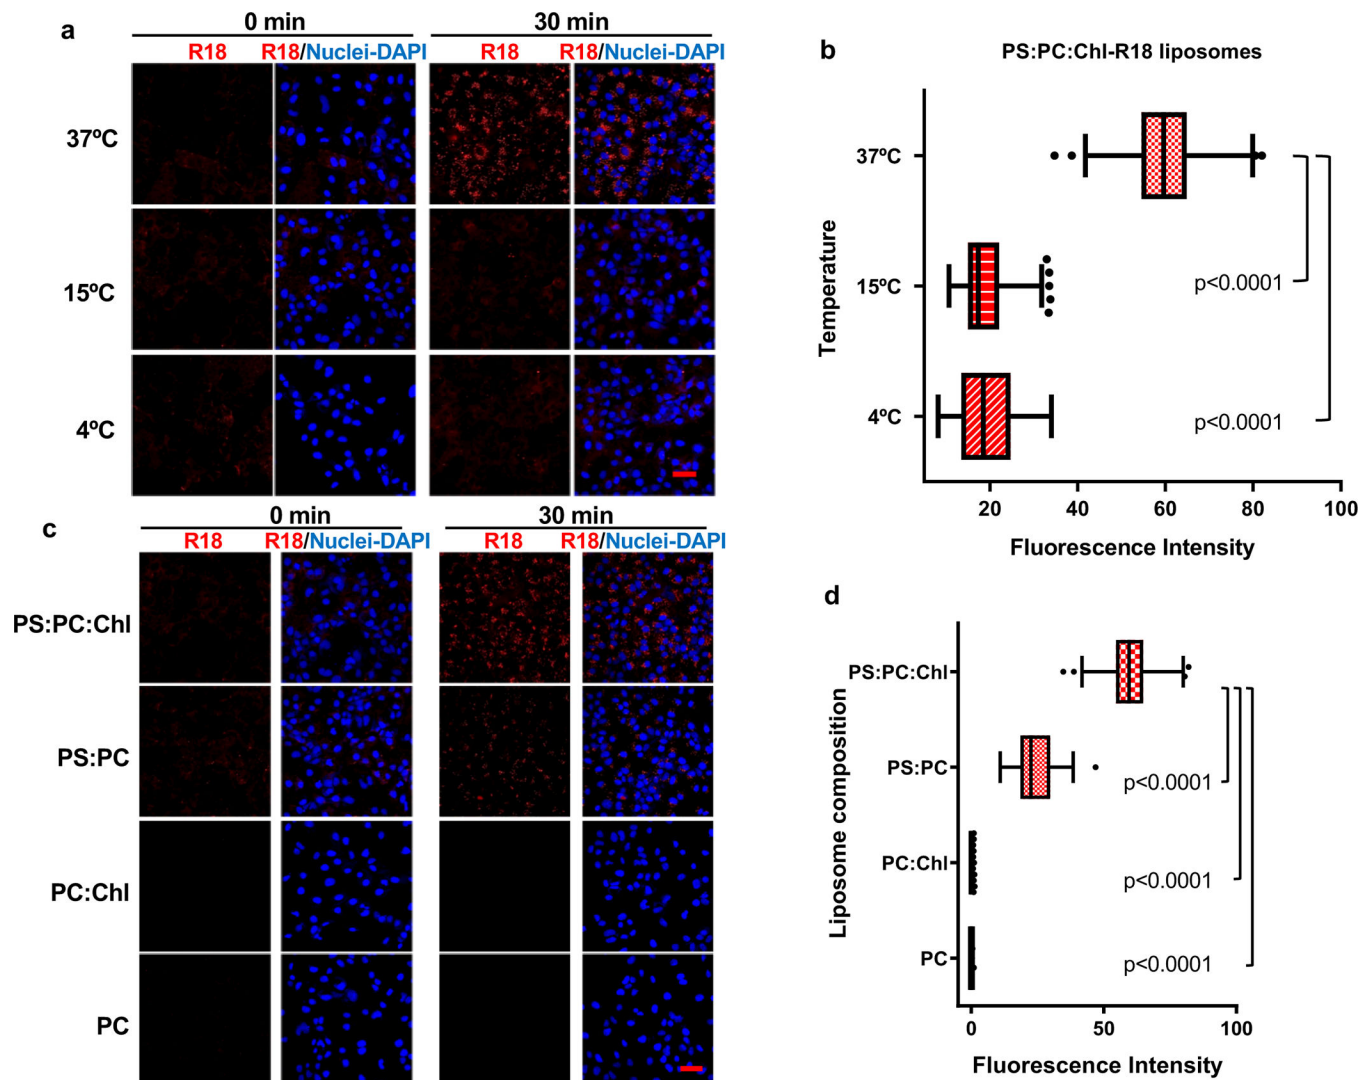 a
0 min
30 min
R18
R18/Nuclei-DAPI
R18
R18/Nuclei-DAPI
37ºC
15ºC
4ºC
b
PS:PC:Chl-R18 liposomes
Temperature
37ºC
15ºC
4ºC
p<0.0001
p<0.0001
20
40
60
80
100
Fluorescence Intensity
c
0 min
30 min
R18
R18/Nuclei-DAPI
R18
R18/Nuclei-DAPI
PS:PC:Chl
PS:PC
PC:Chl
PC
d
Liposome composition
PS:PC:Chl
PS:PC
PC:Chl
PC
p<0.0001
p<0.0001
p<0.0001
0
50
100
Fluorescence Intensity